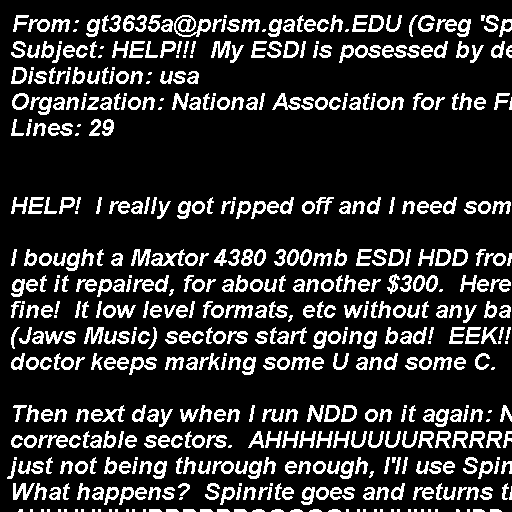 From: gt3635a@prism.gatech.EDU (Greg 'Sp
Subject: HELP!!!  My ESDI is posessed by de
Distribution: usa
Organization: National Association for the Fr
Lines: 29
HELP!  I really got ripped off and I need som
I bought a Maxtor 4380 300mb ESDI HDD fron
get it repaired, for about another $300.  Here
fine!  It low level formats, etc without any ba
(Jaws Music) sectors start going bad!  EEK!!
doctor keeps marking some U and some C.
Then next day when I run NDD on it again: N
correctable sectors.  AHHHHHUUUURRRRRR
just not being thurough enough, I'll use Spin
What happens?  Spinrite goes and returns t